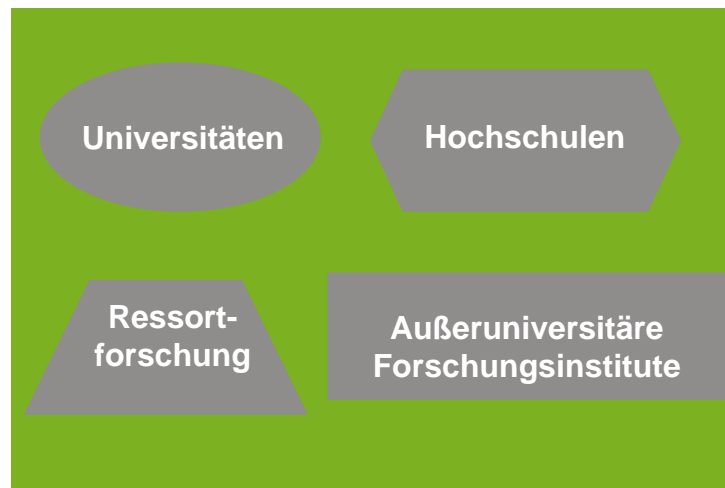 Universitäten
Hochschulen
Ressort-
forschung
Außeruniversitäre
Forschungsinstitute